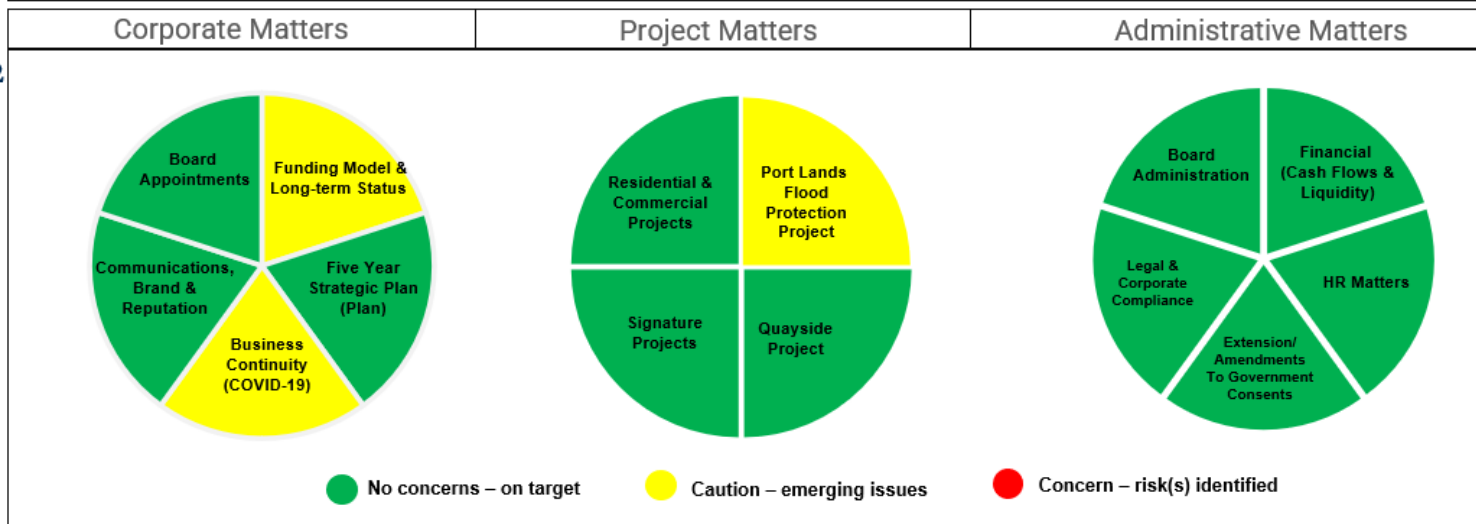 Corporate Matters
Project Matters
Administrative Matters
2
Board
Appointments
Funding Model &
Long-term Status
Communications,
Brand &
Reputation
Five Year
Strategic Plan
(Plan)
Business
Continuity
(COVID-19)
Residential &
Commercial
Projects
Port Lands
Flood
Protection
Project
Signature
Projects
Quayside
Project
Board
Administration
Financial
(Cash Flows &
Liquidity)
Legal &
Corporate
Compliance
HR Matters
Extension/
Amendments
To Government
Consents
No concerns – on target
Caution – emerging issues
Concern – risk(s) identified